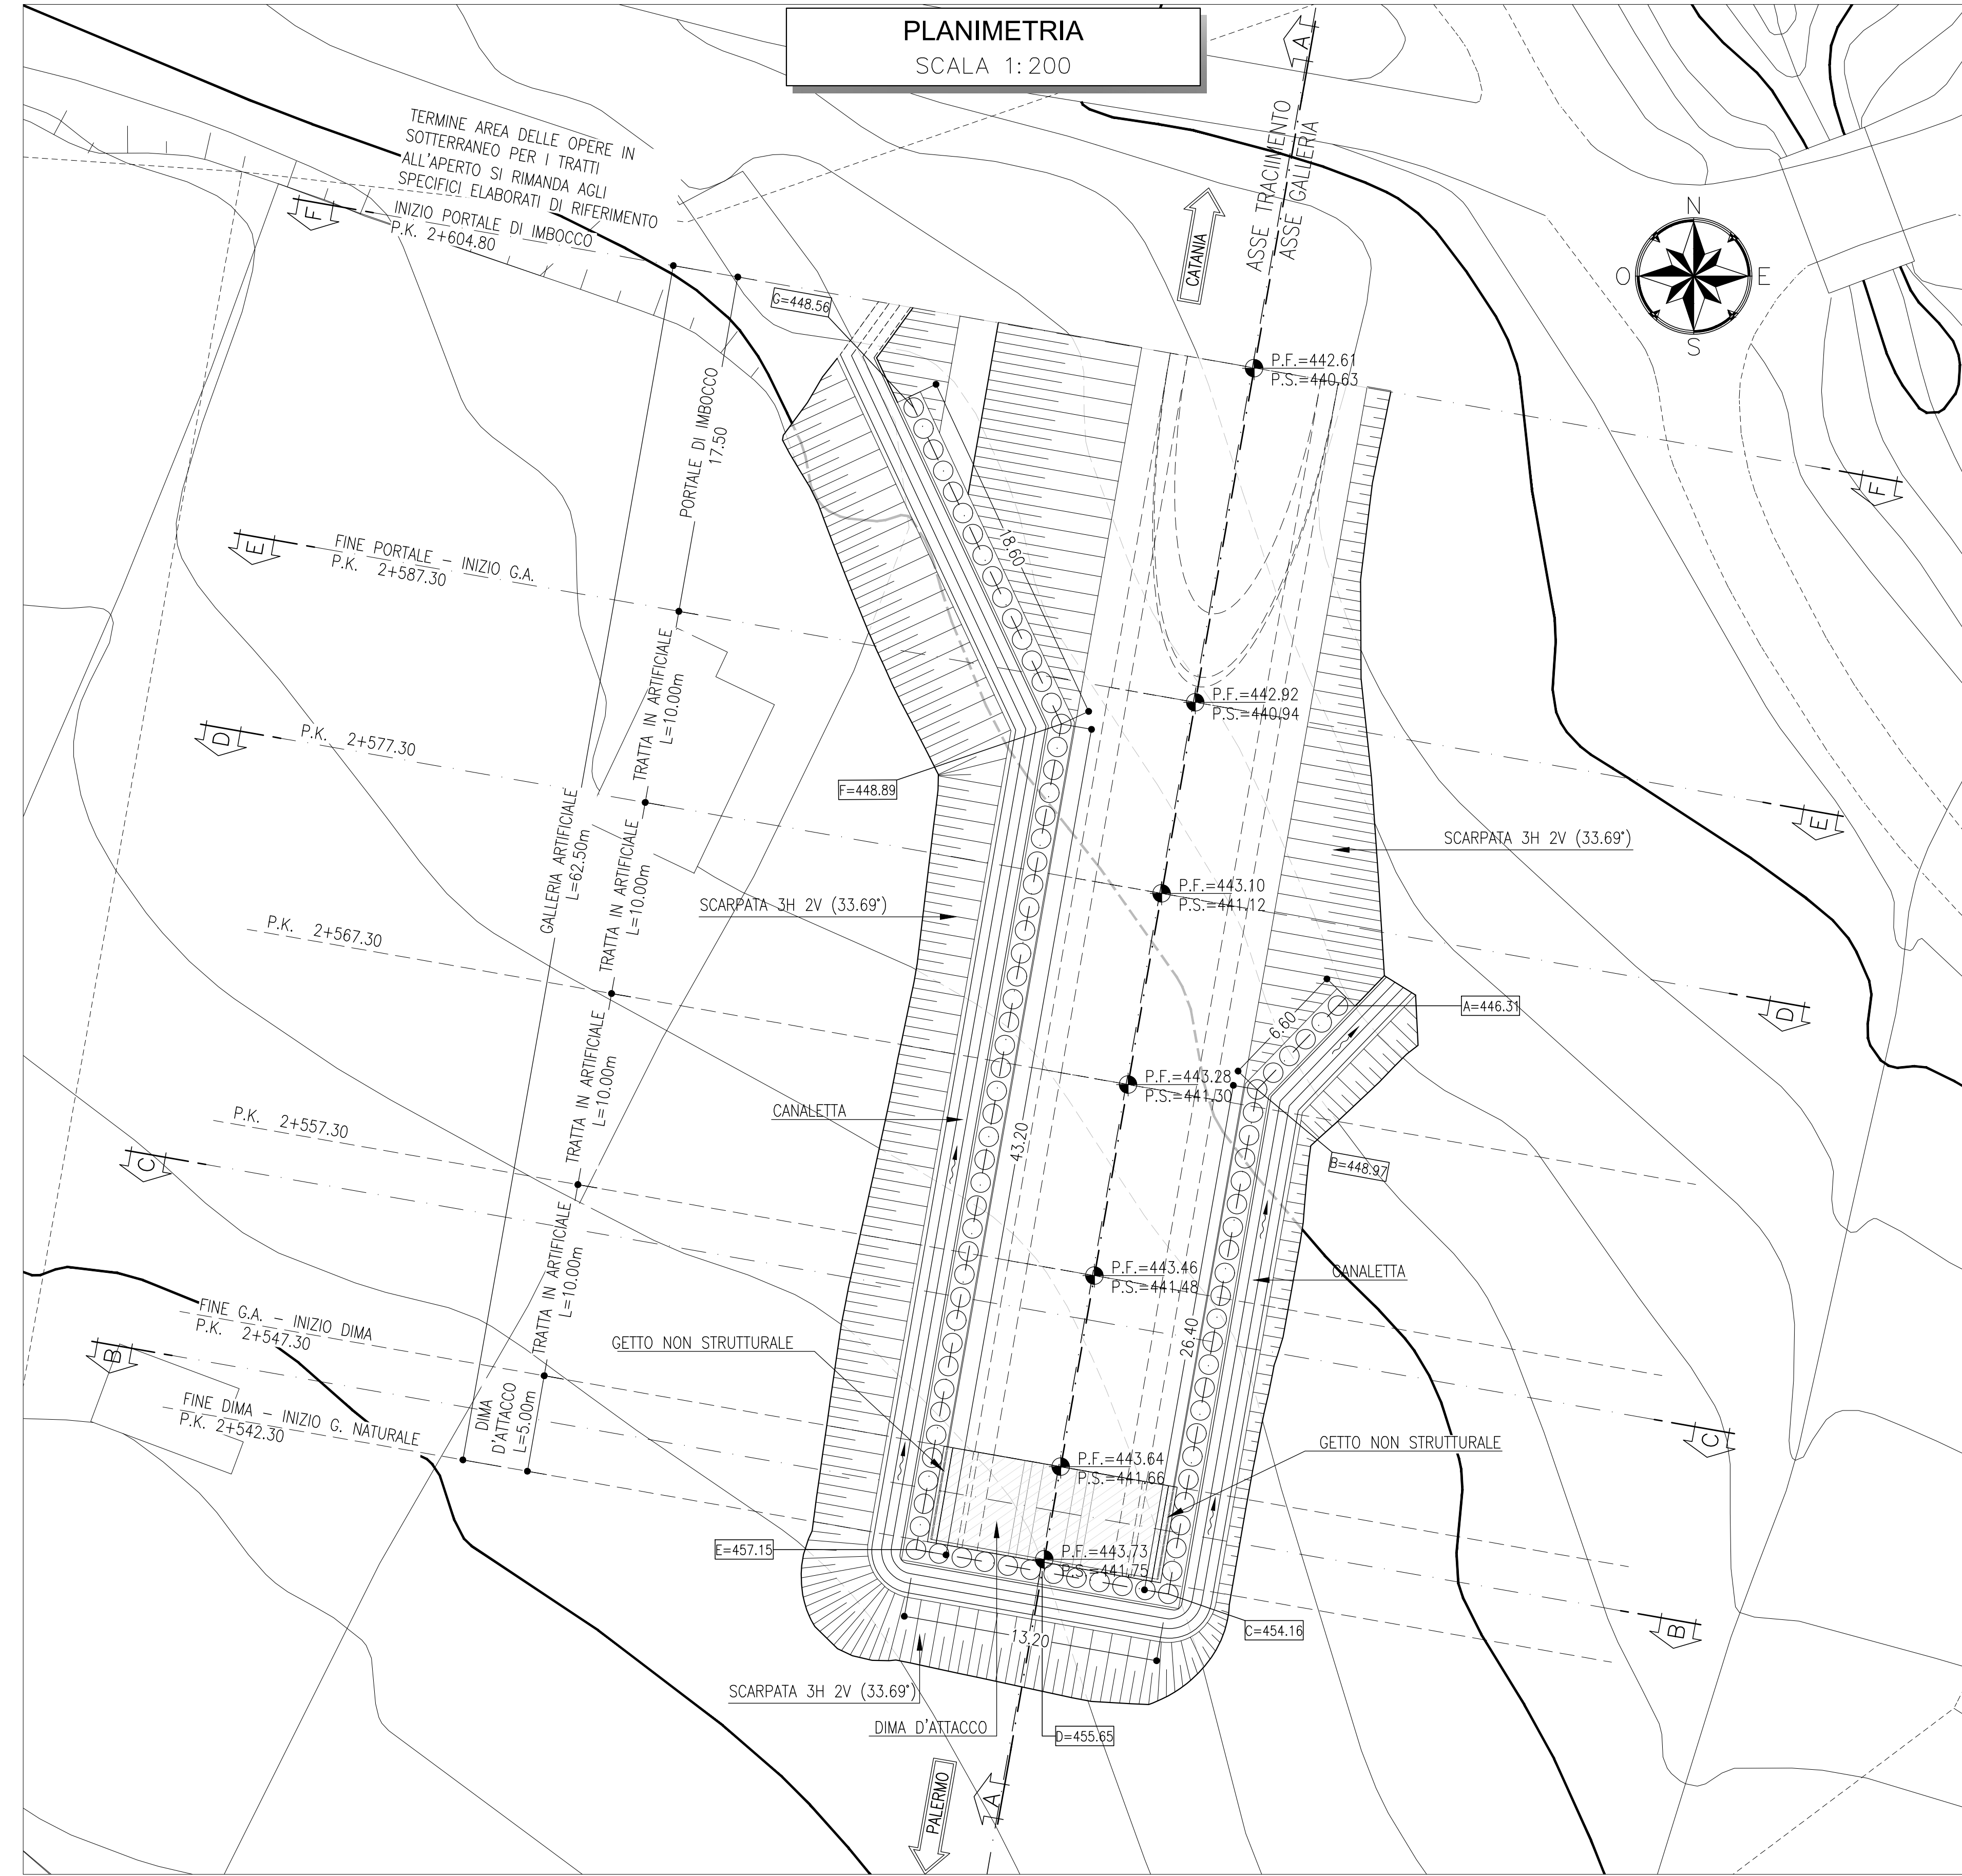 PLANIMETRIA
SCALA 1:200
A
TERMINE AREA DELLE OPERE IN
SOTTERRANEO PER I TRATTI
ALL'APERTO SI RIMANDA AGLI
SPECIFICI ELABORATI DI RIFERIMENTO
F
INIZIO PORTALE DI IMBOCCO
P.K. 2+604.80
ASSE TRACIMENTO
ASSE GALLERIA
CATANIA
N
O
E
S
G=448.56
P.F.=442.61
P.S.=440,63
PORTALE DI IMBOCCO
17.50
F
18.60
E
FINE PORTALE - INIZIO G.A.
P.K. 2+587.30
TRATTA IN ARTIFICIALE
L=10.00m
P.F.=442.92
P.S.=440,94
D
P.K. 2+577.30
F=448.89
E
GALLERIA ARTIFICIALE
L=62.50m
TRATTA IN ARTIFICIALE
L=10.00m
SCARPATA 3H 2V (33.69°)
P.F.=443.10
P.S.=441,12
SCARPATA 3H 2V (33.69°)
P.K. 2+567.30
A=446.31
D
6.60
TRATTA IN ARTIFICIALE
L=10.00m
P.F.=443.28
P.S.=441,30
CANALETTA
P.K. 2+557.30
43.20
B=448.97
C
TRATTA IN ARTIFICIALE
L=10.00m
P.F.=443.46
P.S.=441,48
CANALETTA
FINE G.A. - INIZIO DIMA
P.K. 2+547.30
GETTO NON STRUTTURALE
26.40
B
FINE DIMA - INIZIO G. NATURALE
P.K. 2+542.30
DIMA
D'ATTACCO
L=5.00m
GETTO NON STRUTTURALE
C
P.F.=443.64
P.S.=441,66
E=457.15
P.F.=443.73
P.S.=441,75
C=454.16
B
13.20
SCARPATA 3H 2V (33.69°)
DIMA D'ATTACCO
D=455.65
PALERMO
A